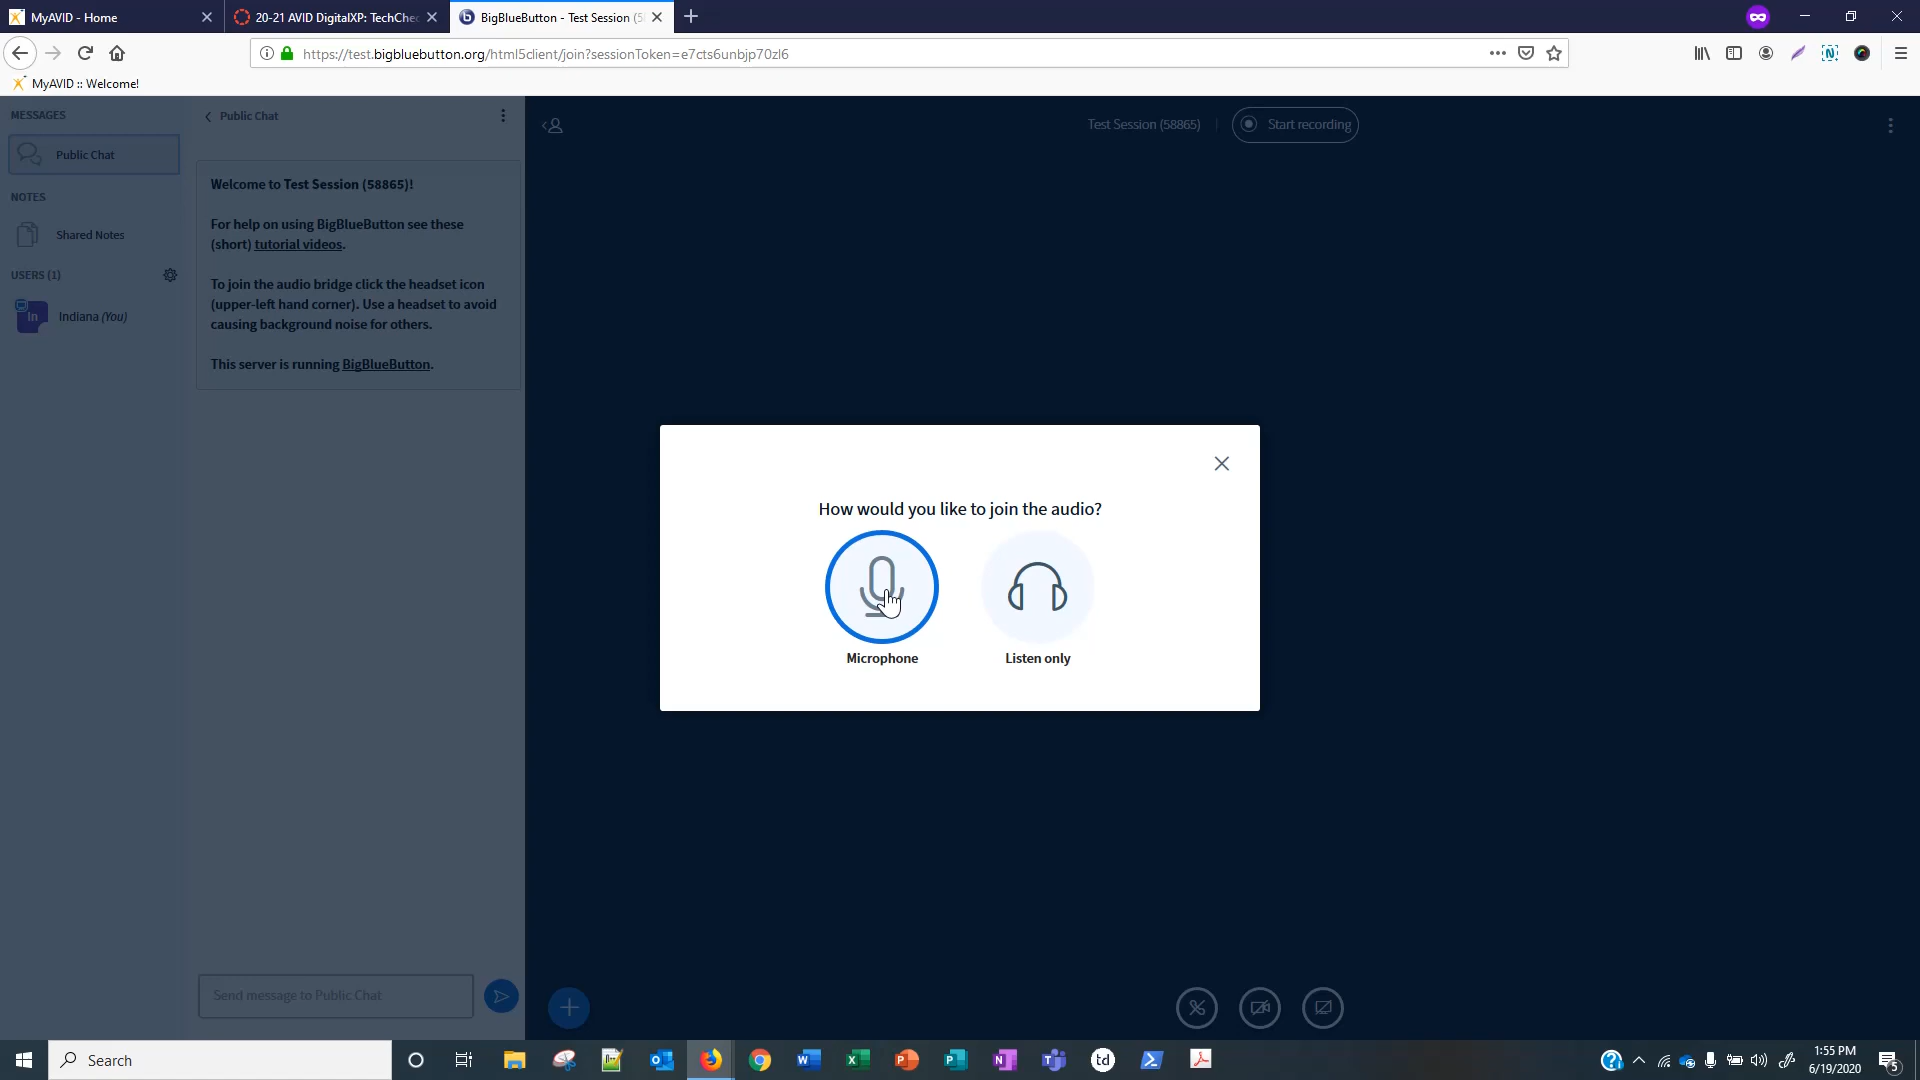 MyAVID - Home
20-21 AVID DigitalXP: TechChec
BigBlueButton - Test Session (5
https://test.bigbluebutton.org/html5client/join?sessionToken=e7cts6unbjp70zl6
MyAVID :: Welcome!
MESSAGES
Public Chat
NOTES
Shared Notes
USERS (1)
In
Indiana (You)
Public Chat
Welcome to Test Session (58865)!
For help on using BigBlueButton see these
(short) tutorial videos.
To join the audio bridge click the headset icon
(upper-left hand corner). Use a headset to avoid
causing background noise for others.
This server is running BigBlueButton.
Send message to Public Chat
Test Session (58865)
Start recording
How would you like to join the audio?
Microphone
Listen only
Search
td
1:55 PM
6/19/2020
5